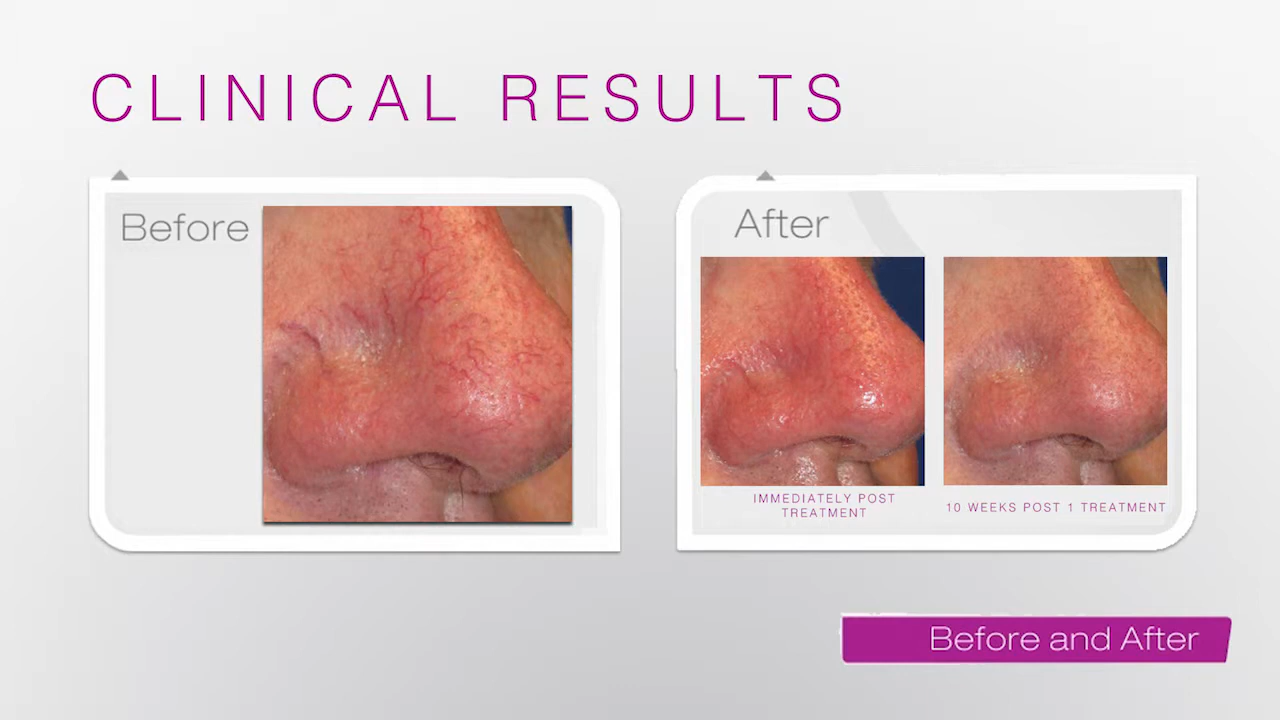 CLINICAL RESULTS
Before
After
IMMEDIATELY POST
TREATMENT
10 WEEKS POST 1 TREATMENT
Before and After